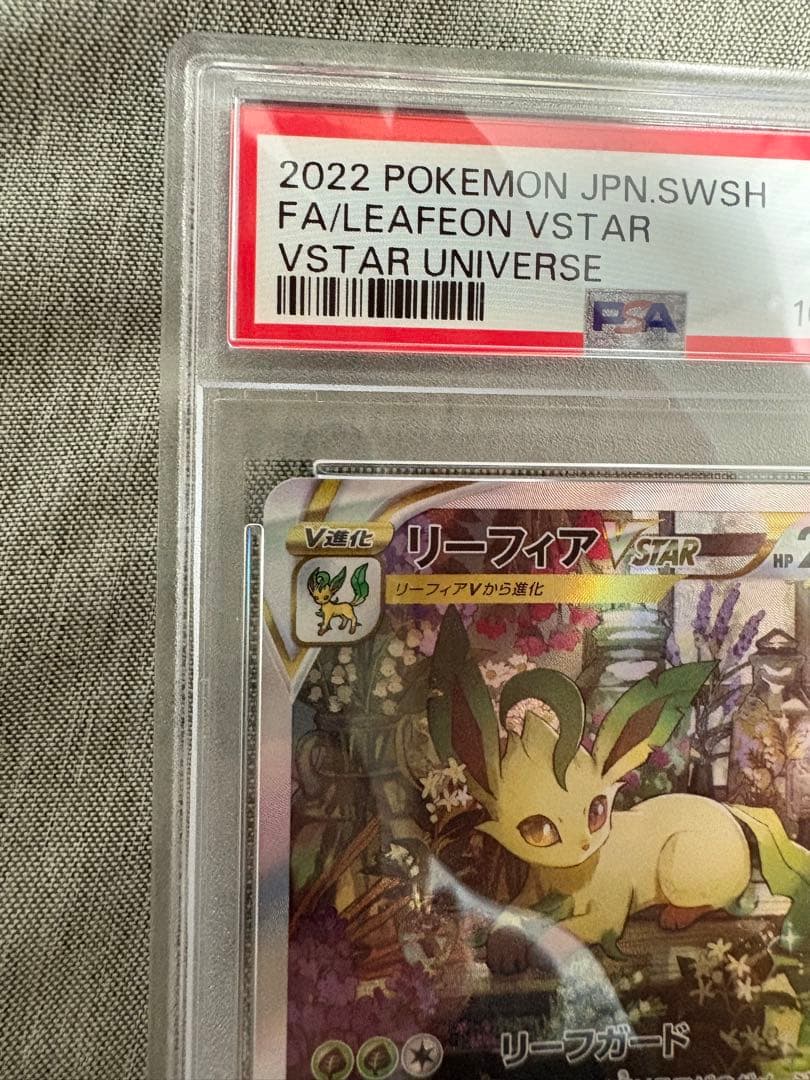 2022 POKEMON JPN.SWSH
FA/LEAFEON VSTAR
VSTAR UNIVERSE
PSA
V進化
リーフィア VSTAR
HP 2
リーフィアVから進化
リーフガード